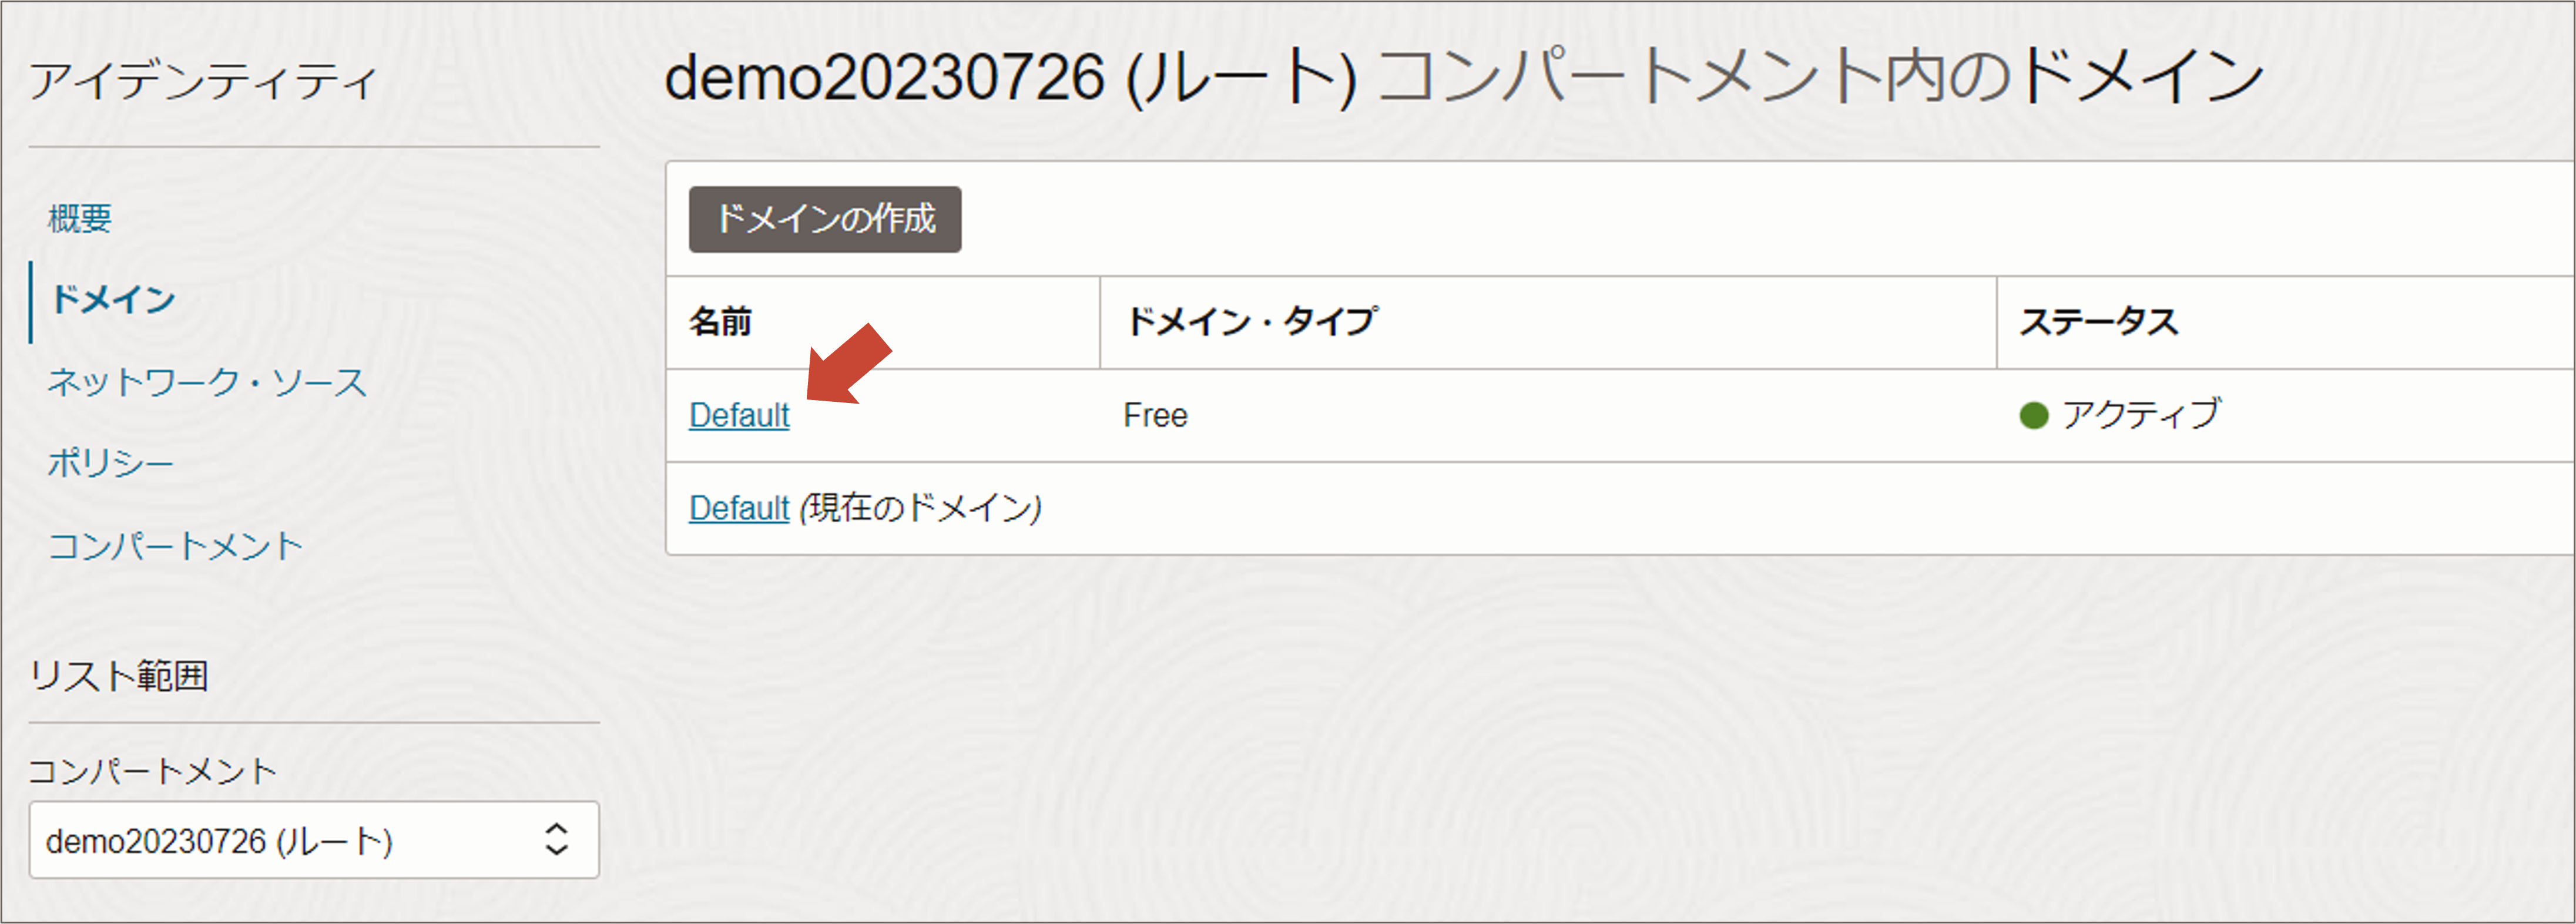 アイデンティティ
概要
ドメイン
ネットワーク・ソース
ポリシー
コンパートメント
リスト範囲
コンパートメント
demo20230726 (ルート)
demo20230726 (ルート) コンパートメント内のドメイン
ドメインの作成
名前 ドメイン・タイプ ステータス
Default Free アクティブ
Default (現在のドメイン)